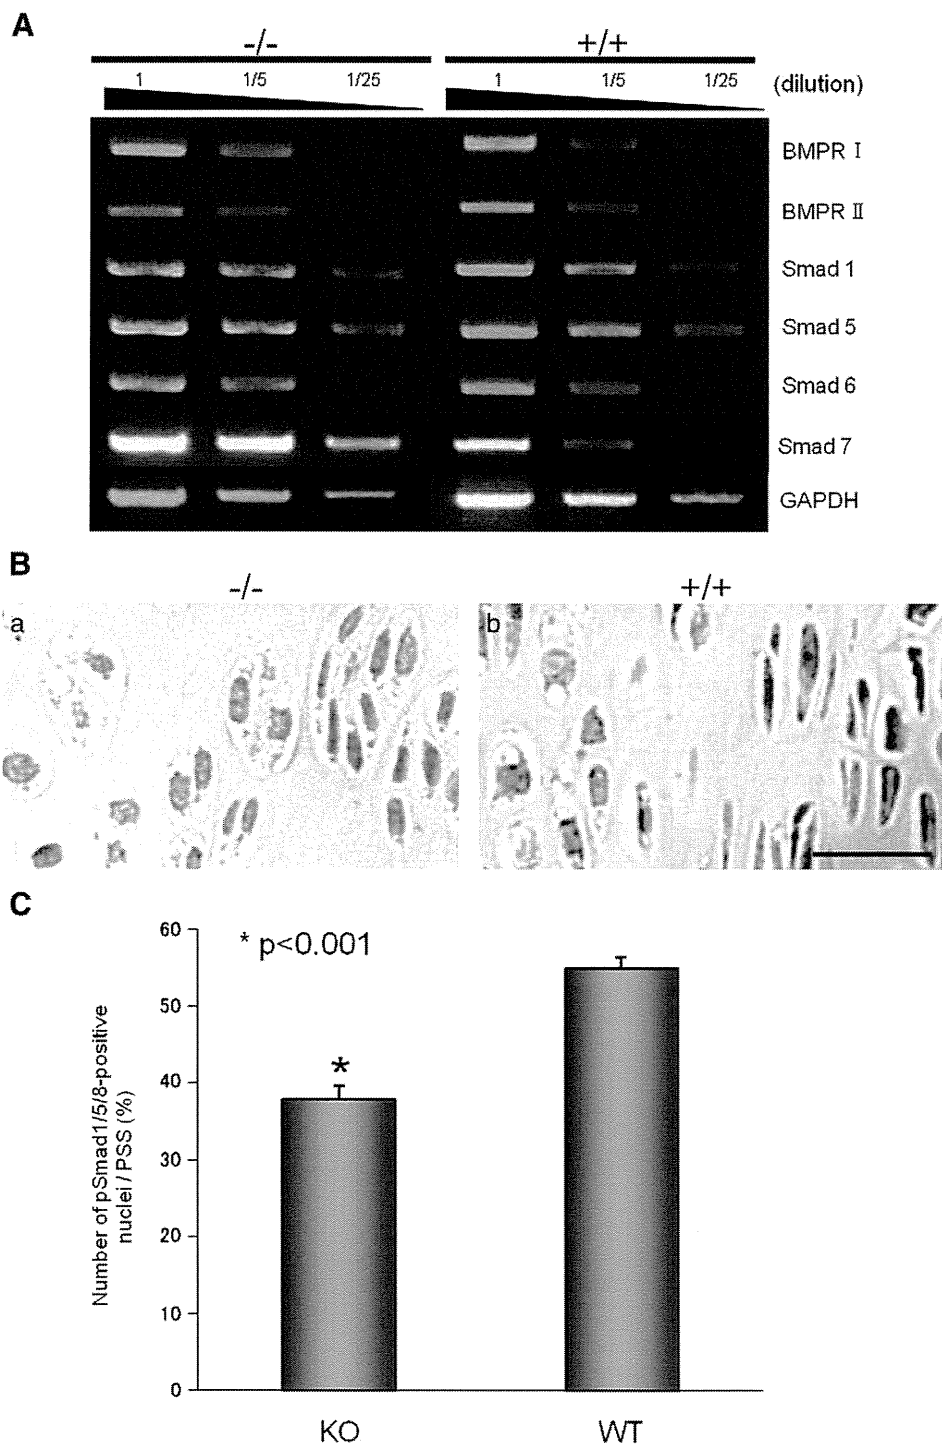 A
-/- +/+
1 1/5 1/25 1 1/5 1/25 (dilution)
BMPR I
BMPR II
Smad 1
Smad 5
Smad 6
Smad 7
GAPDH
B
-/- +/+
a b
C
60
50
40
30
20
10
0
* p<0.001
*
Number of pSmad1/5/8-positive
nuclei / PSS (%)
KO WT